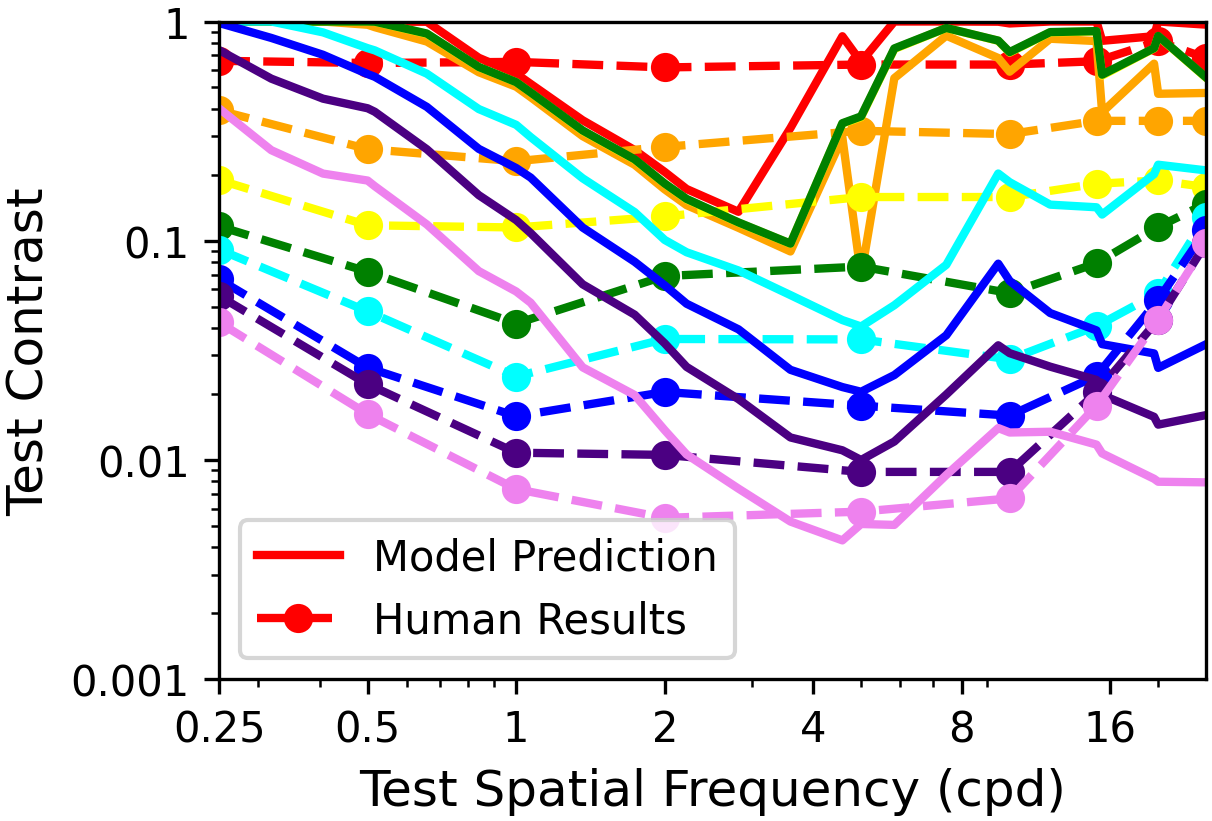 1
0.1
0.01
0.001
Test Contrast
Model Prediction
Human Results
0.25 0.5 1 2 4 8 16
Test Spatial Frequency (cpd)